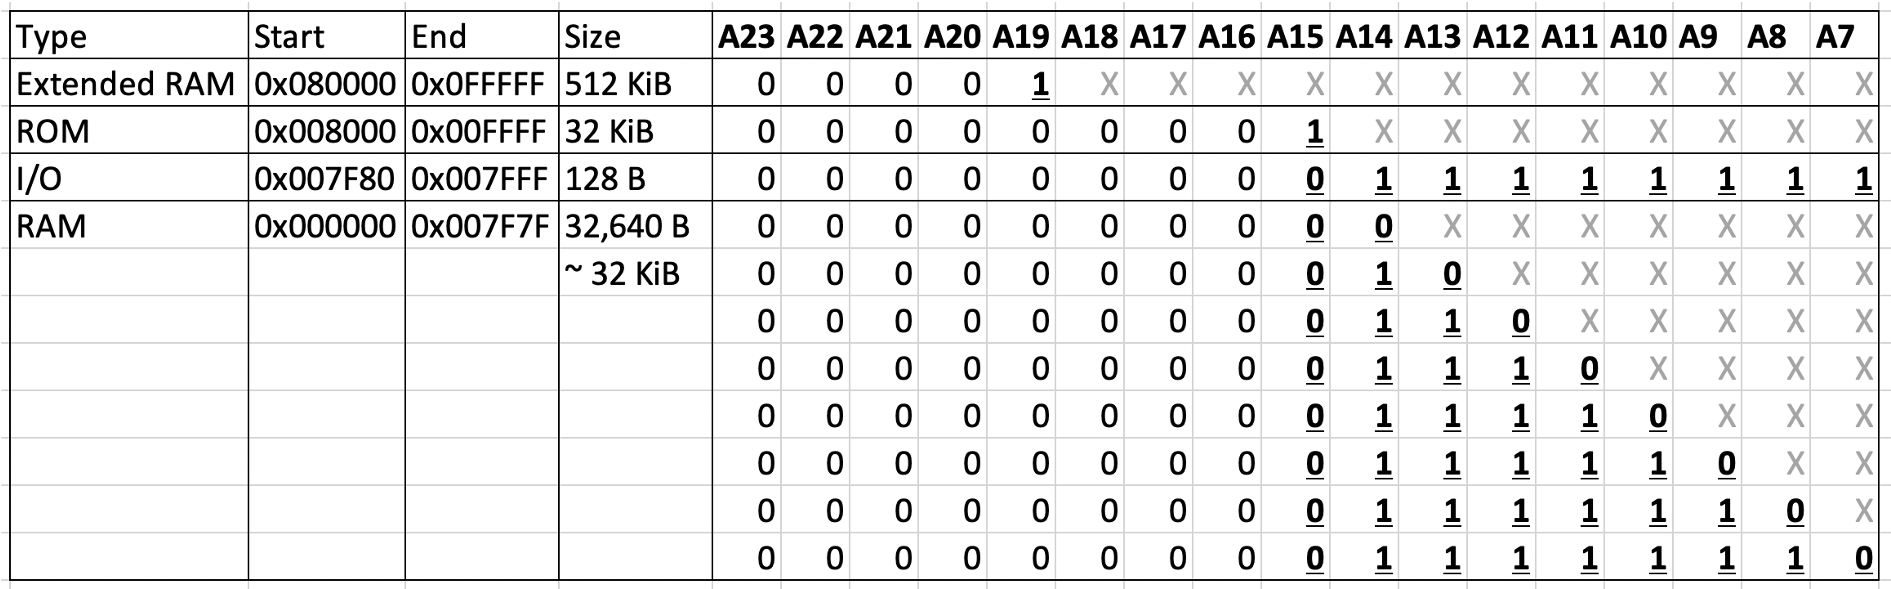 Type Start End Size A23 A22 A21 A20 A19 A18 A17 A16 A15 A14 A13 A12 A11 A10 A9 A8 A7
Extended RAM 0x080000 0x0FFFFF 512 KiB 0 0 0 0 1 X X X X X X X X X X X X
ROM 0x008000 0x00FFFF 32 KiB 0 0 0 0 0 0 0 0 1 X X X X X X X X
I/O 0x007F80 0x007FFF 128 B 0 0 0 0 0 0 0 0 0 1 1 1 1 1 1 1 1
RAM 0x000000 0x007F7F 32,640 B 0 0 0 0 0 0 0 0 0 0 X X X X X X X
~ 32 KiB 0 0 0 0 0 0 0 0 0 1 0 X X X X X X
0 0 0 0 0 0 0 0 0 1 1 0 X X X X X
0 0 0 0 0 0 0 0 0 1 1 1 0 X X X X
0 0 0 0 0 0 0 0 0 1 1 1 1 0 X X X
0 0 0 0 0 0 0 0 0 1 1 1 1 1 0 X X
0 0 0 0 0 0 0 0 0 1 1 1 1 1 1 0 X
0 0 0 0 0 0 0 0 0 1 1 1 1 1 1 1 0